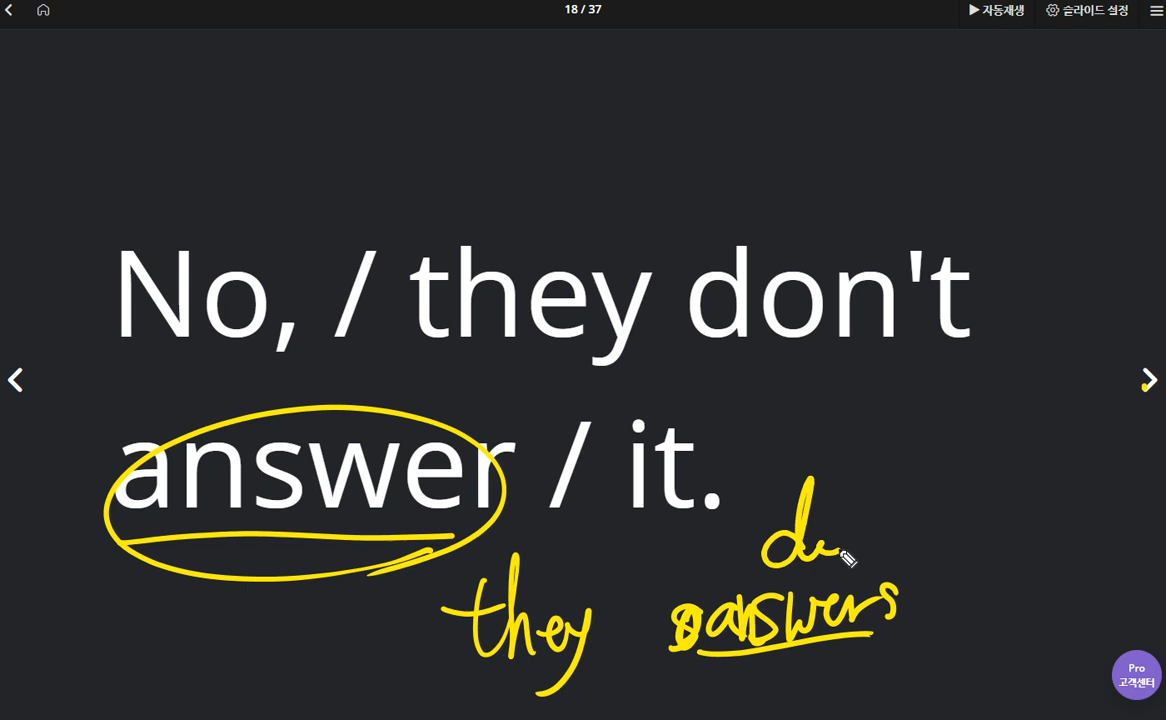 18 / 37
자동재생
슬라이드 설정
No, / they don't
answer / it.
they answers
Pro
고객센터